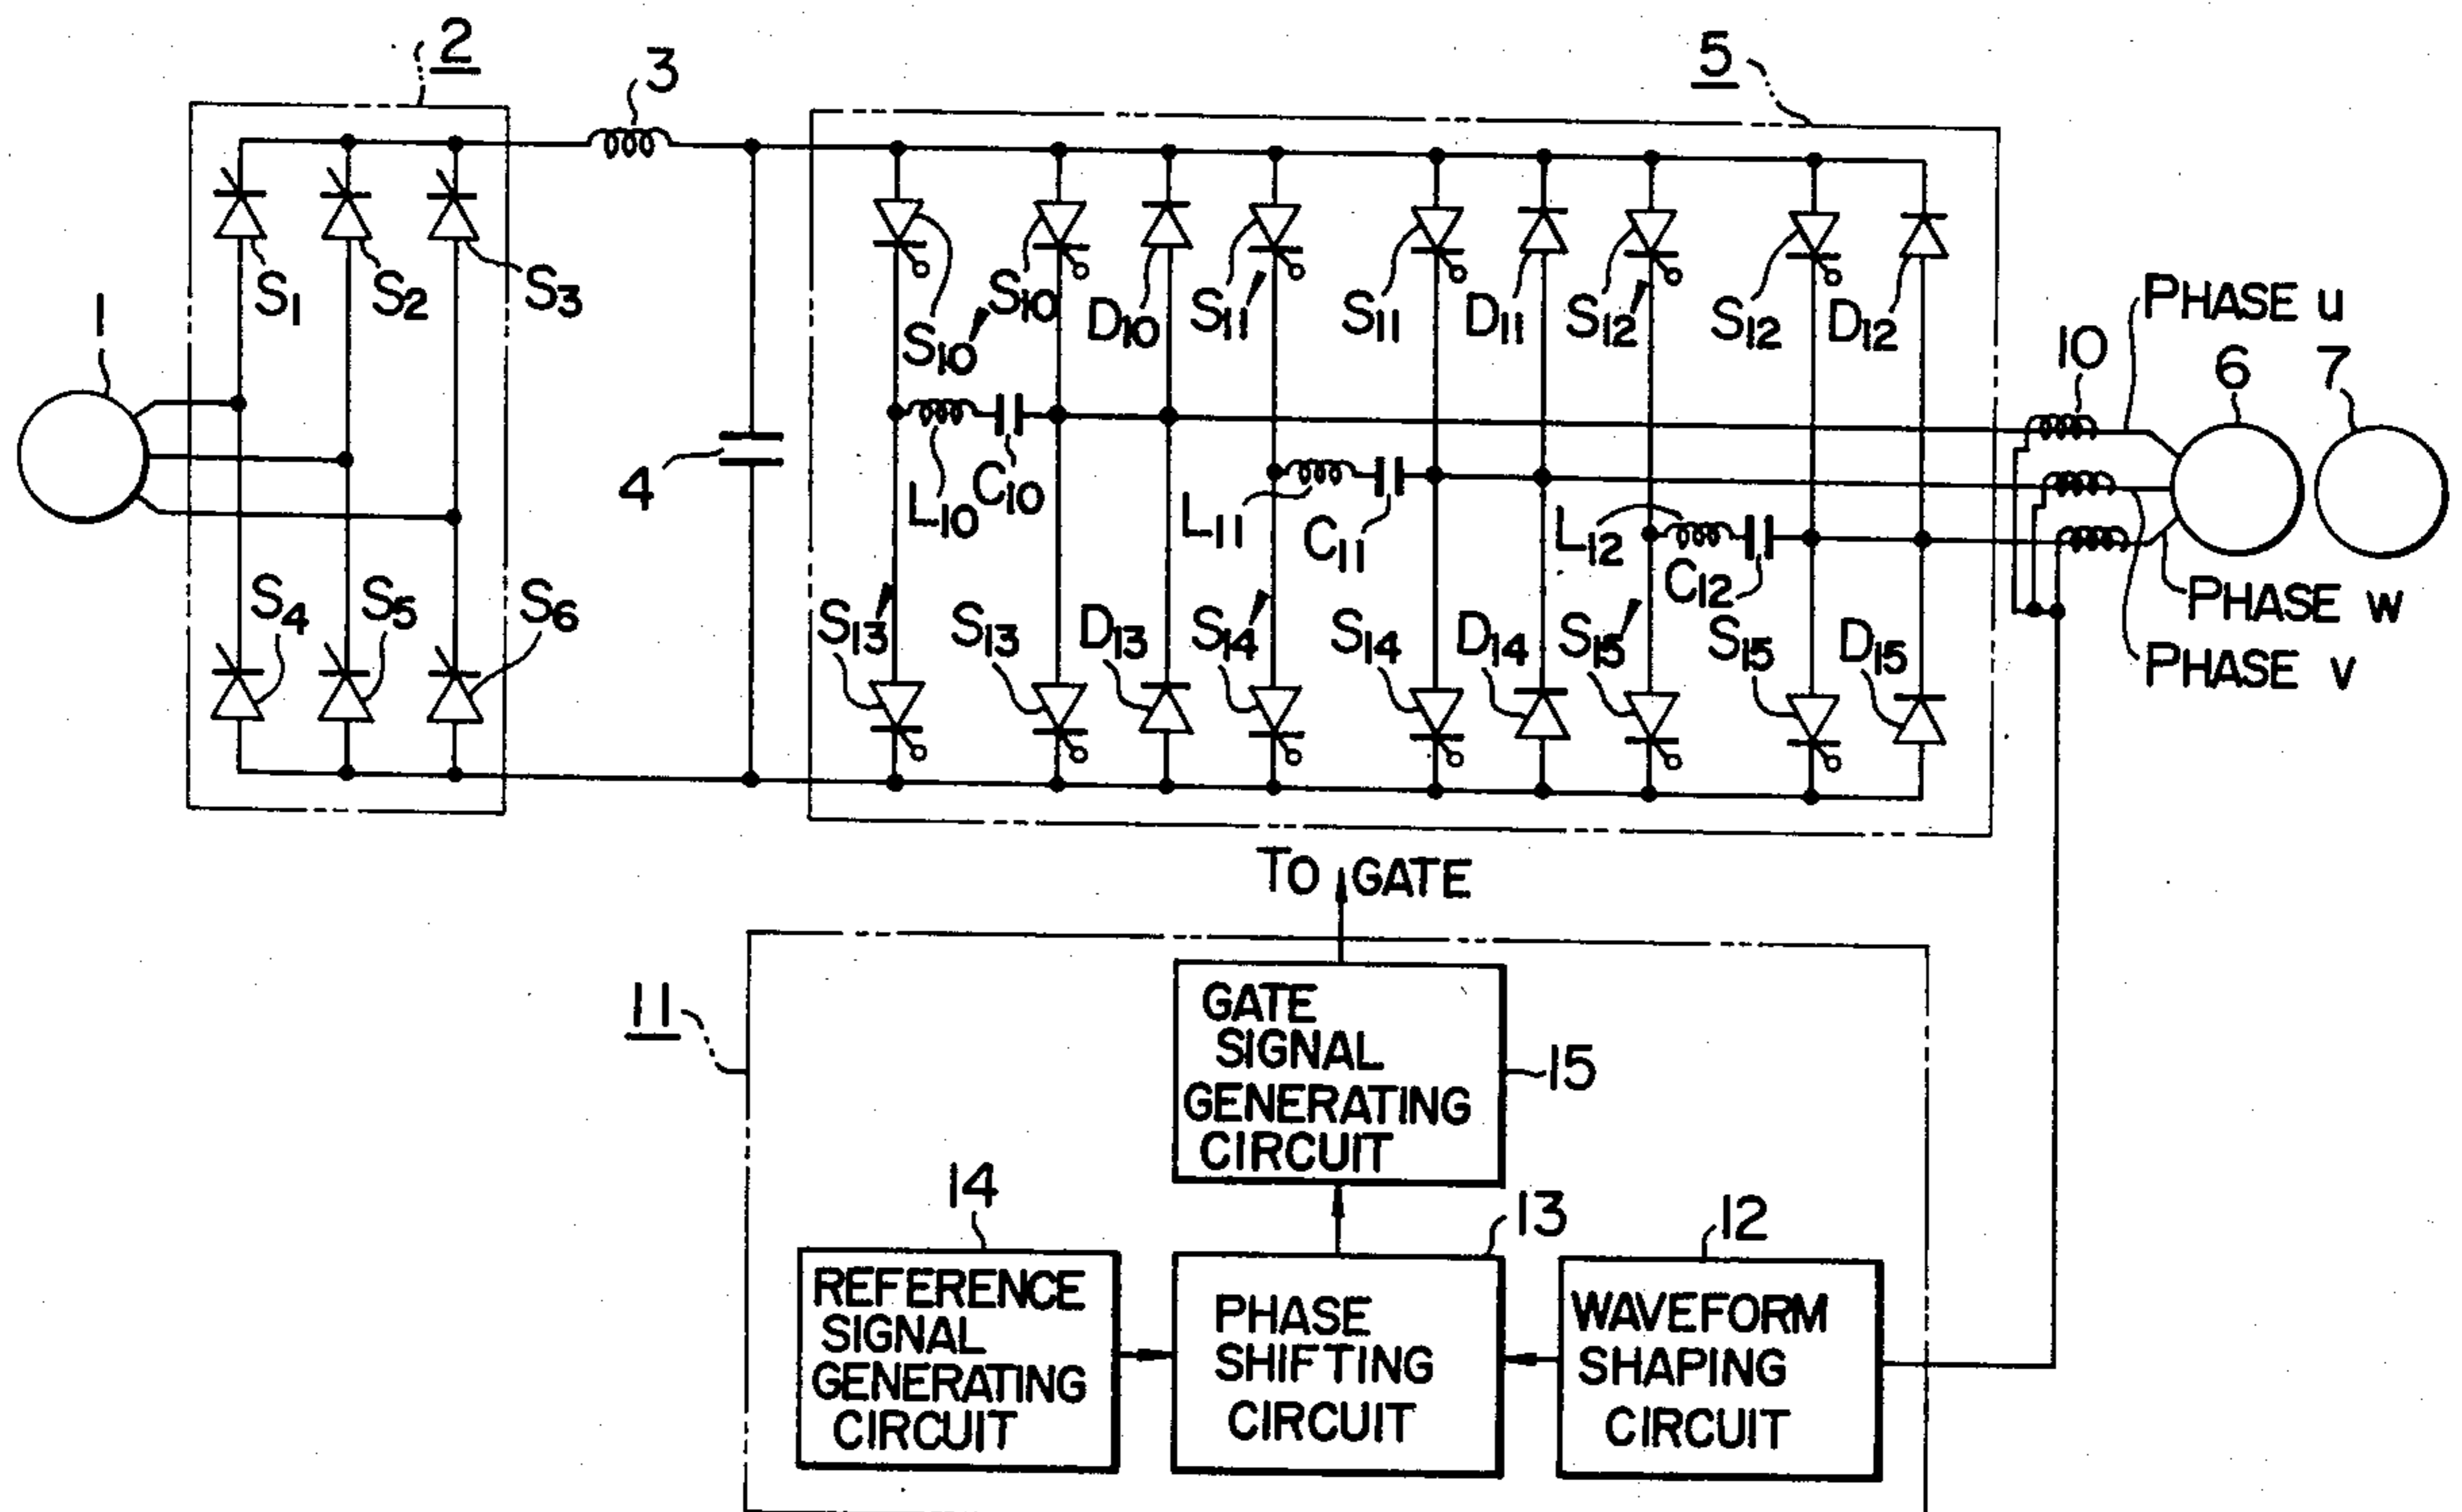 2
3
5
1
S1
S2
S3
S10'
S10
D10
S11'
S11
D11
S12'
S12
D12
PHASE u
10
6
7
4
L10
C10
L11
C11
L12
C12
S4
S5
S6
S13'
S13
D13
S14'
S14
D14
S15'
S15
D15
PHASE w
PHASE v
TO GATE
11
GATE
SIGNAL
GENERATING
CIRCUIT
15
14
13
12
REFERENCE
SIGNAL
GENERATING
CIRCUIT
PHASE
SHIFTING
CIRCUIT
WAVEFORM
SHAPING
CIRCUIT